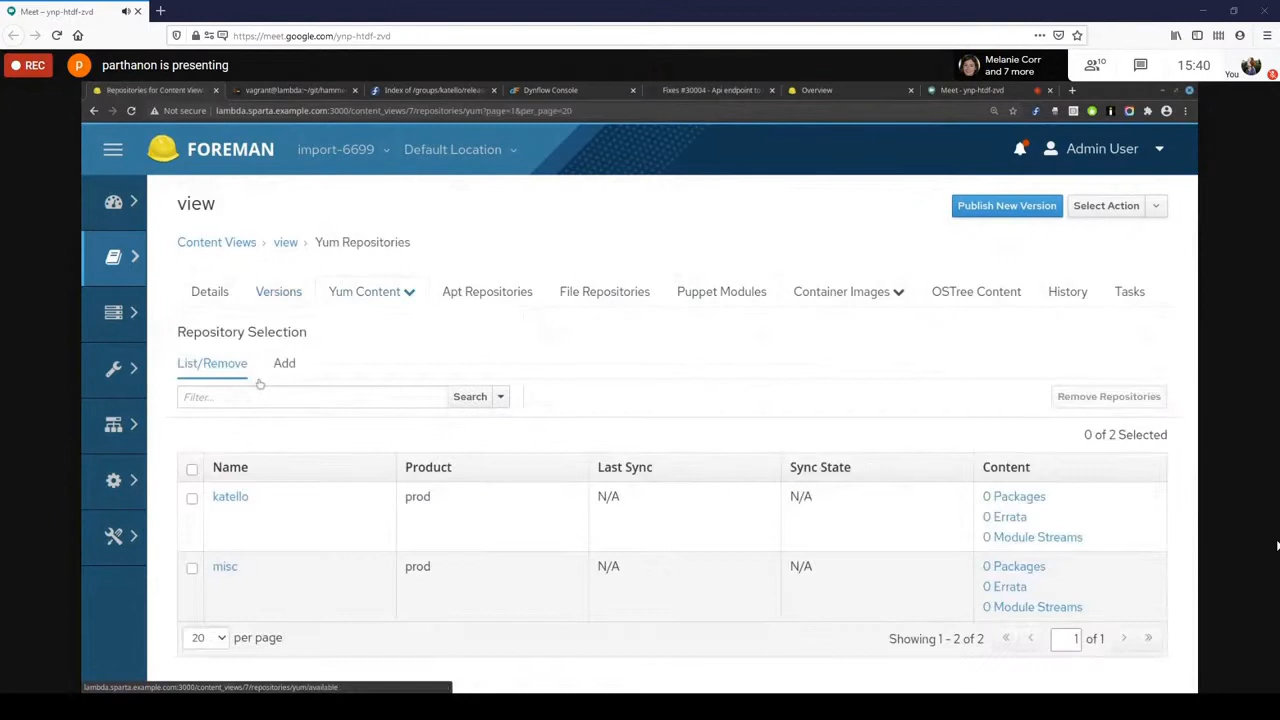 Meet – ynp-htdf-zvd
https://meet.google.com/ynp-htdf-zvd
REC
P
parthanon is presenting
Melanie Corr
and 7 more
10
15:40
You
Repositories for Content view
vagrant@lambda:~/git/hamme
Index of /groups/katello/relea
Dynflow Console
Fixes #30004 - Api endpoint to
Overview
Meet - ynp-htdf-zvd
Not secure
lambda.sparta.example.com:3000/content_views/7/repositories/yum?page=1&per_page=20
FOREMAN
import-6699
Default Location
Admin User
view
Publish New Version
Select Action
Content Views
view
Yum Repositories
Details
Versions
Yum Content
Apt Repositories
File Repositories
Puppet Modules
Container Images
OSTree Content
History
Tasks
Repository Selection
List/Remove
Add
Filter...
Search
Remove Repositories
0 of 2 Selected
Name
Product
Last Sync
Sync State
Content
katello
prod
N/A
N/A
0 Packages
0 Errata
0 Module Streams
misc
prod
N/A
N/A
0 Packages
0 Errata
0 Module Streams
20
per page
Showing 1 - 2 of 2
1
of 1
lambda.sparta.example.com:3000/content_views/7/repositories/yum/available